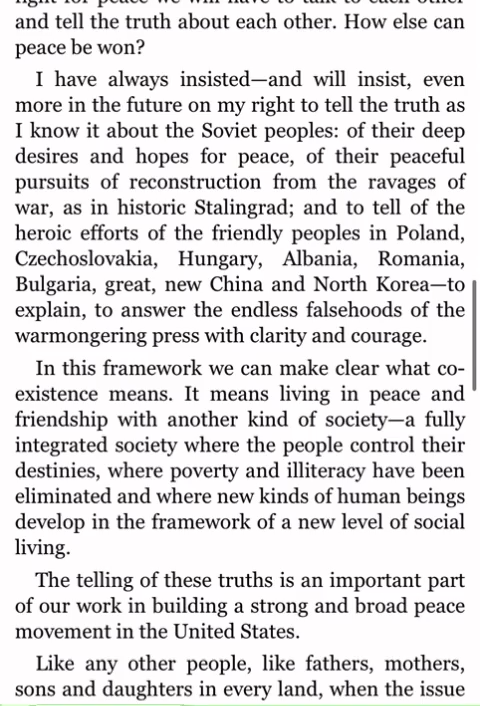 and tell the truth about each other. How else can
peace be won?
I have always insisted—and will insist, even
more in the future on my right to tell the truth as
I know it about the Soviet peoples: of their deep
desires and hopes for peace, of their peaceful
pursuits of reconstruction from the ravages of
war, as in historic Stalingrad; and to tell of the
heroic efforts of the friendly peoples in Poland,
Czechoslovakia, Hungary, Albania, Romania,
Bulgaria, great, new China and North Korea—to
explain, to answer the endless falsehoods of the
warmongering press with clarity and courage.
In this framework we can make clear what co-
existence means. It means living in peace and
friendship with another kind of society—a fully
integrated society where the people control their
destinies, where poverty and illiteracy have been
eliminated and where new kinds of human beings
develop in the framework of a new level of social
living.
The telling of these truths is an important part
of our work in building a strong and broad peace
movement in the United States.
Like any other people, like fathers, mothers,
sons and daughters in every land, when the issue